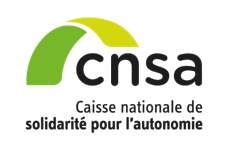 cnsa
Caisse nationale de
solidarité pour l'autonomie